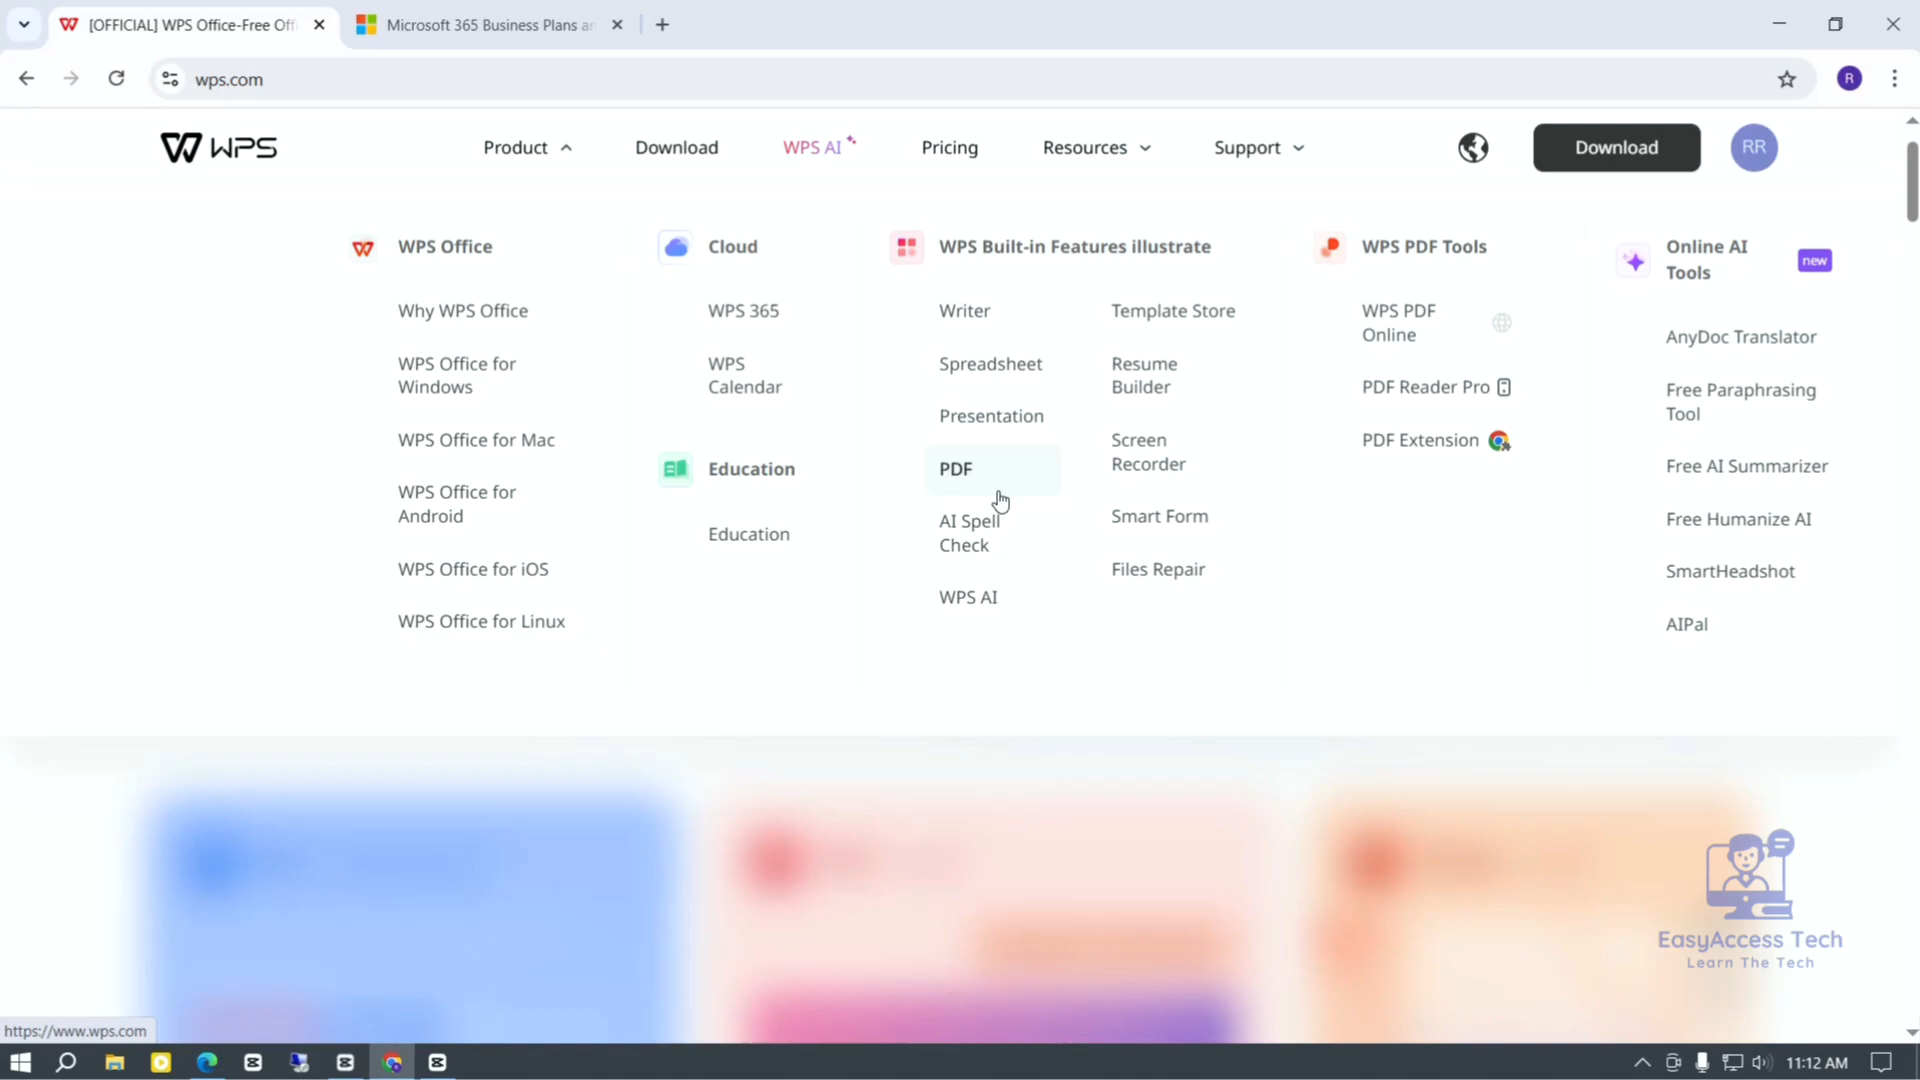 [OFFICIAL] WPS Office-Free Off
Microsoft 365 Business Plans an
wps.com
R
WPS
Product
Download
WPS AI
Pricing
Resources
Support
Download
RR
WPS Office
Why WPS Office
WPS Office for
Windows
WPS Office for Mac
WPS Office for
Android
WPS Office for iOS
WPS Office for Linux
Cloud
WPS 365
WPS
Calendar
Education
Education
WPS Built-in Features illustrate
Writer
Spreadsheet
Presentation
PDF
AI Spell
Check
WPS AI
Template Store
Resume
Builder
Screen
Recorder
Smart Form
Files Repair
WPS PDF Tools
WPS PDF
Online
PDF Reader Pro
PDF Extension
Online AI
Tools
new
AnyDoc Translator
Free Paraphrasing
Tool
Free AI Summarizer
Free Humanize AI
SmartHeadshot
AIPal
EasyAccess Tech
Learn The Tech
https://www.wps.com
11:12 AM